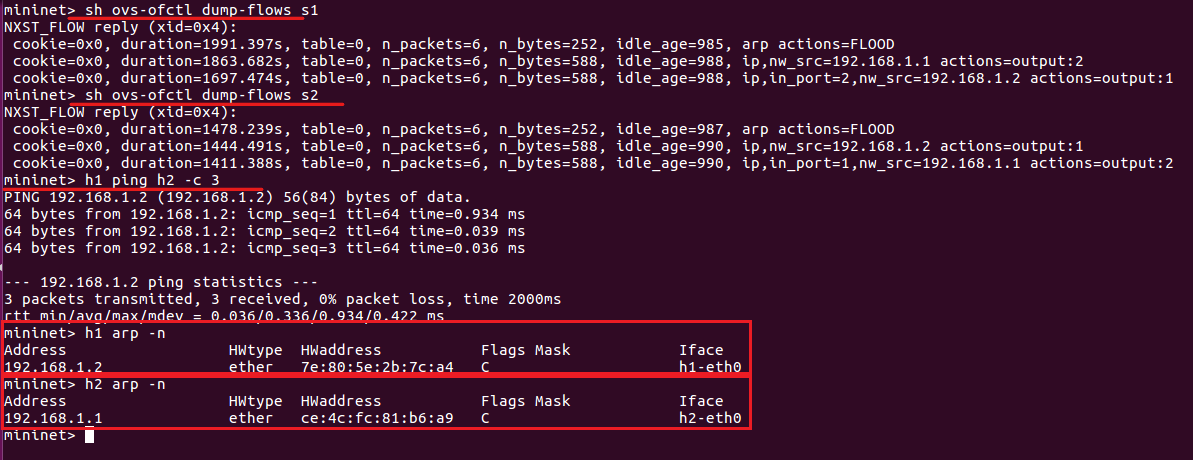 mininet> sh ovs-ofctl dump-flows s1
NXST_FLOW reply (xid=0x4):
 cookie=0x0, duration=1991.397s, table=0, n_packets=6, n_bytes=252, idle_age=985, arp actions=FLOOD
 cookie=0x0, duration=1863.682s, table=0, n_packets=6, n_bytes=588, idle_age=988, ip,nw_src=192.168.1.1 actions=output:2
 cookie=0x0, duration=1697.474s, table=0, n_packets=6, n_bytes=588, idle_age=988, ip,in_port=2,nw_src=192.168.1.2 actions=output:1
mininet> sh ovs-ofctl dump-flows s2
NXST_FLOW reply (xid=0x4):
 cookie=0x0, duration=1478.239s, table=0, n_packets=6, n_bytes=252, idle_age=987, arp actions=FLOOD
 cookie=0x0, duration=1444.491s, table=0, n_packets=6, n_bytes=588, idle_age=990, ip,nw_src=192.168.1.2 actions=output:1
 cookie=0x0, duration=1411.388s, table=0, n_packets=6, n_bytes=588, idle_age=990, ip,in_port=1,nw_src=192.168.1.1 actions=output:2
mininet> h1 ping h2 -c 3
PING 192.168.1.2 (192.168.1.2) 56(84) bytes of data.
64 bytes from 192.168.1.2: icmp_seq=1 ttl=64 time=0.934 ms
64 bytes from 192.168.1.2: icmp_seq=2 ttl=64 time=0.039 ms
64 bytes from 192.168.1.2: icmp_seq=3 ttl=64 time=0.036 ms
--- 192.168.1.2 ping statistics ---
3 packets transmitted, 3 received, 0% packet loss, time 2000ms
rtt min/avg/max/mdev = 0.036/0.336/0.934/0.422 ms
mininet> h1 arp -n
Address                  HWtype  HWaddress           Flags Mask            Iface
192.168.1.2              ether   7e:80:5e:2b:7c:a4   C                     h1-eth0
mininet> h2 arp -n
Address                  HWtype  HWaddress           Flags Mask            Iface
192.168.1.1              ether   ce:4c:fc:81:b6:a9   C                     h2-eth0
mininet>